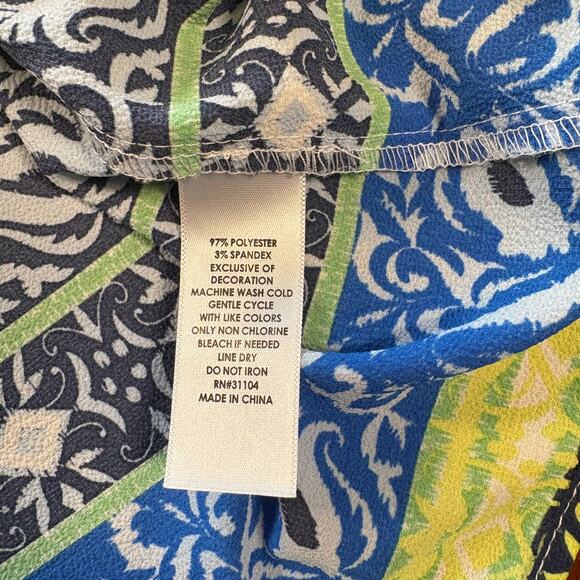 97% POLYESTER
3% SPANDEX
EXCLUSIVE OF
DECORATION
MACHINE WASH COLD
GENTLE CYCLE
WITH LIKE COLORS
ONLY NON CHLORINE
BLEACH IF NEEDED
LINE DRY
DO NOT IRON
RN#31104
MADE IN CHINA